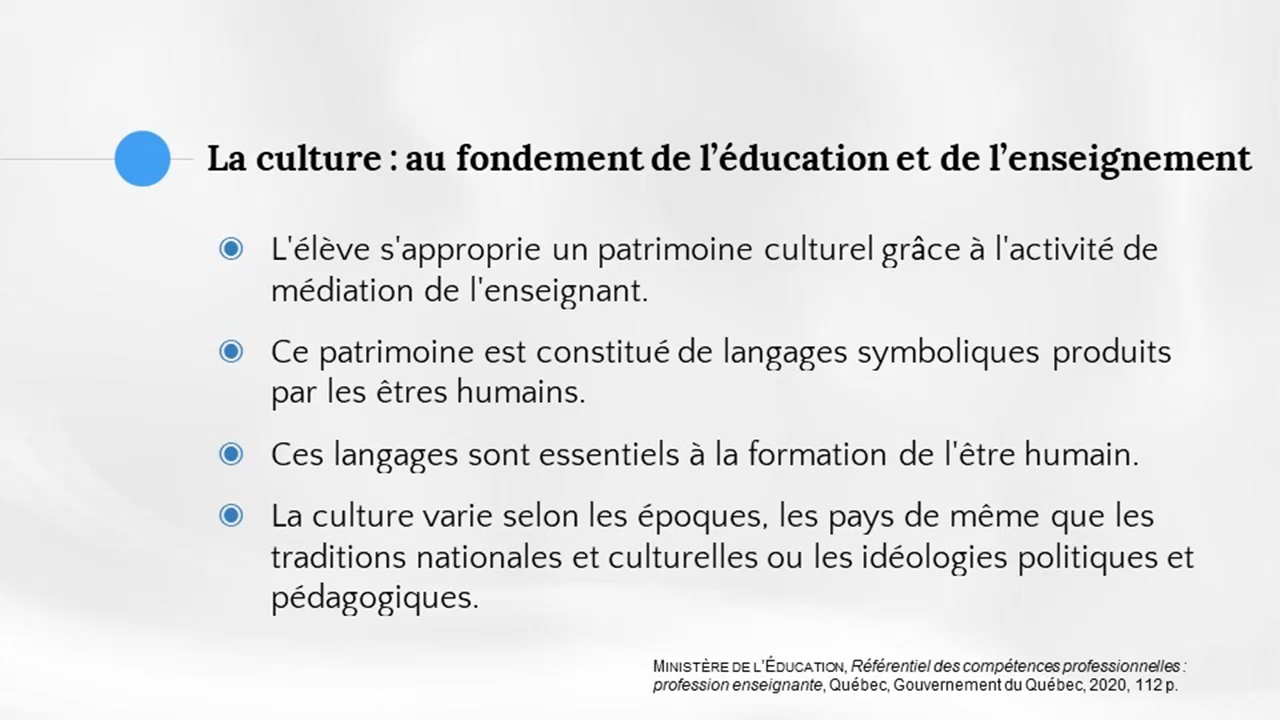 La culture : au fondement de l’éducation et de l’enseignement
L'élève s'approprie un patrimoine culturel grâce à l'activité de
médiation de l'enseignant.
Ce patrimoine est constitué de langages symboliques produits
par les êtres humains.
Ces langages sont essentiels à la formation de l'être humain.
La culture varie selon les époques, les pays de même que les
traditions nationales et culturelles ou les idéologies politiques et
pédagogiques.
MINISTÈRE DE L’ÉDUCATION, Référentiel des compétences professionnelles :
profession enseignante, Québec, Gouvernement du Québec, 2020, 112 p.